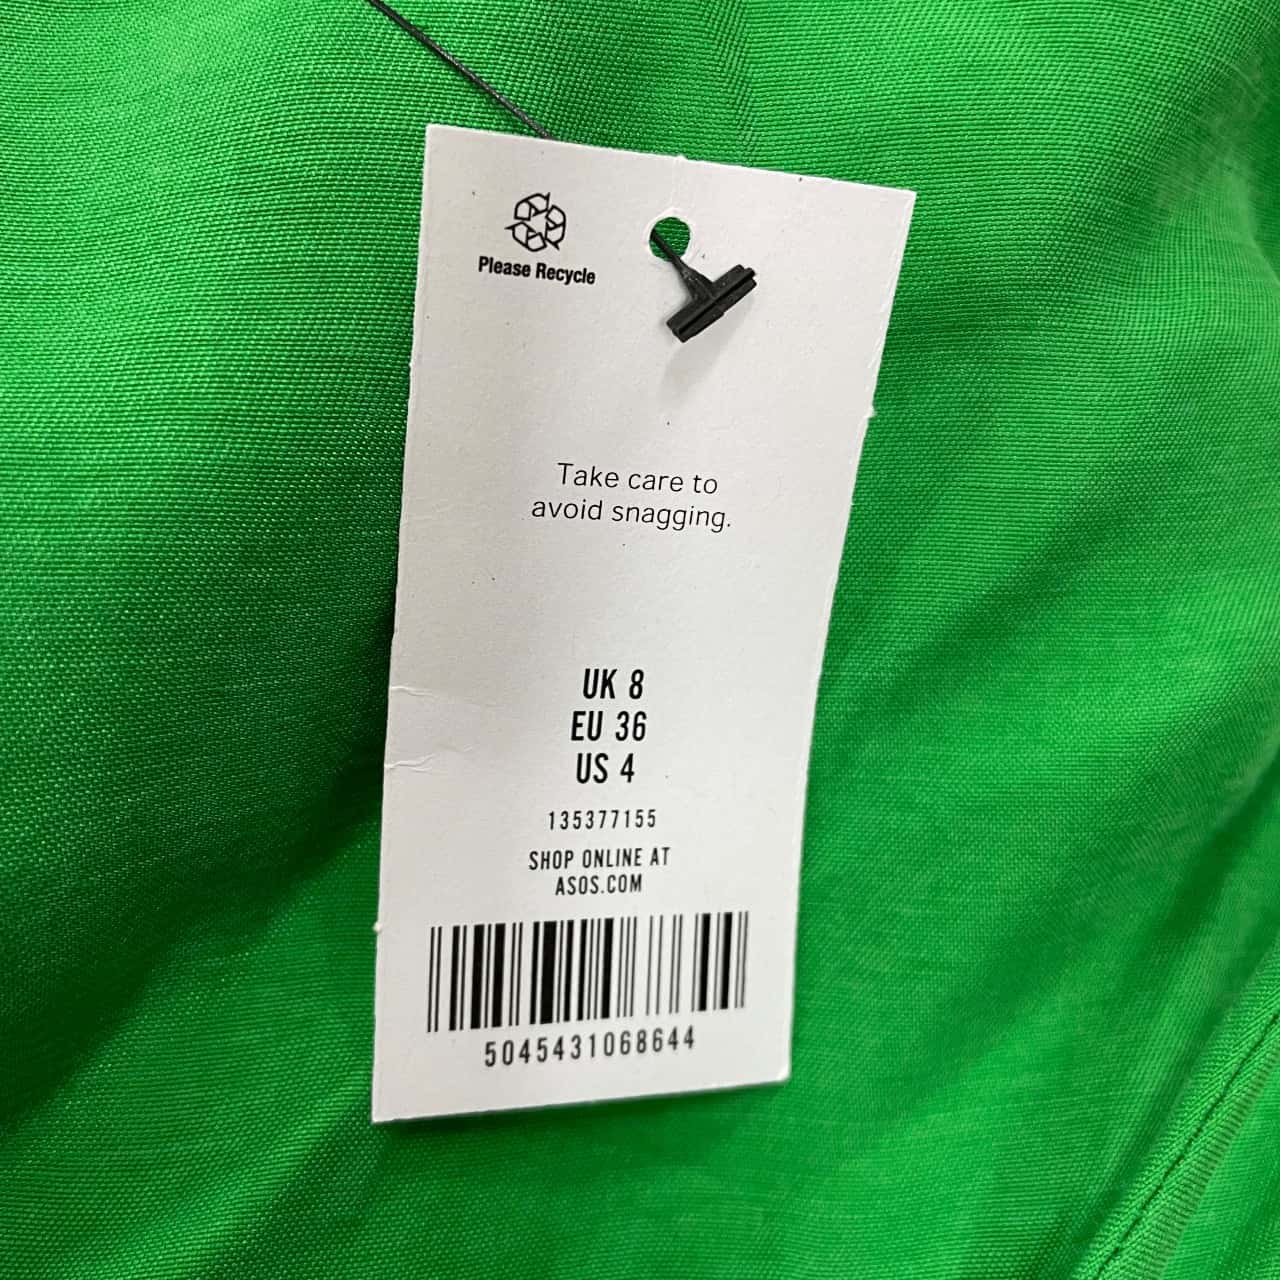 Please Recycle
Take care to
avoid snagging.
UK 8
EU 36
US 4
135377155
SHOP ONLINE AT
ASOS.COM
5045431068644